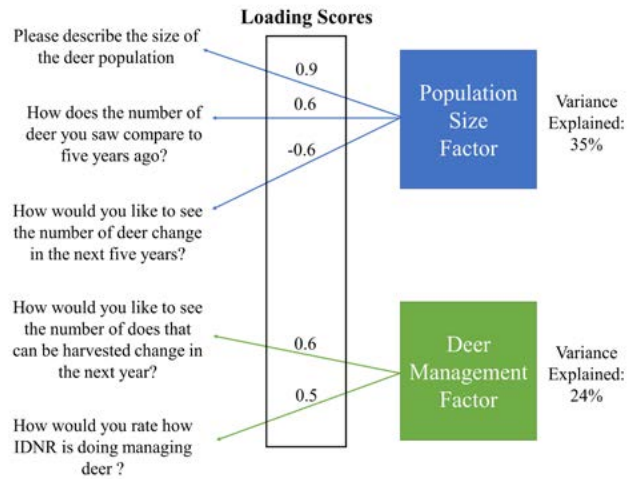 Loading Scores
Please describe the size of
the deer population
0.9
How does the number of
deer you saw compare to
five years ago?
0.6
-0.6
How would you like to see
the number of deer change
in the next five years?
Population
Size
Factor
Variance
Explained:
35%
How would you like to see
the number of does that
can be harvested change in
the next year?
0.6
0.5
How would you rate how
IDNR is doing managing
deer ?
Deer
Management
Factor
Variance
Explained:
24%